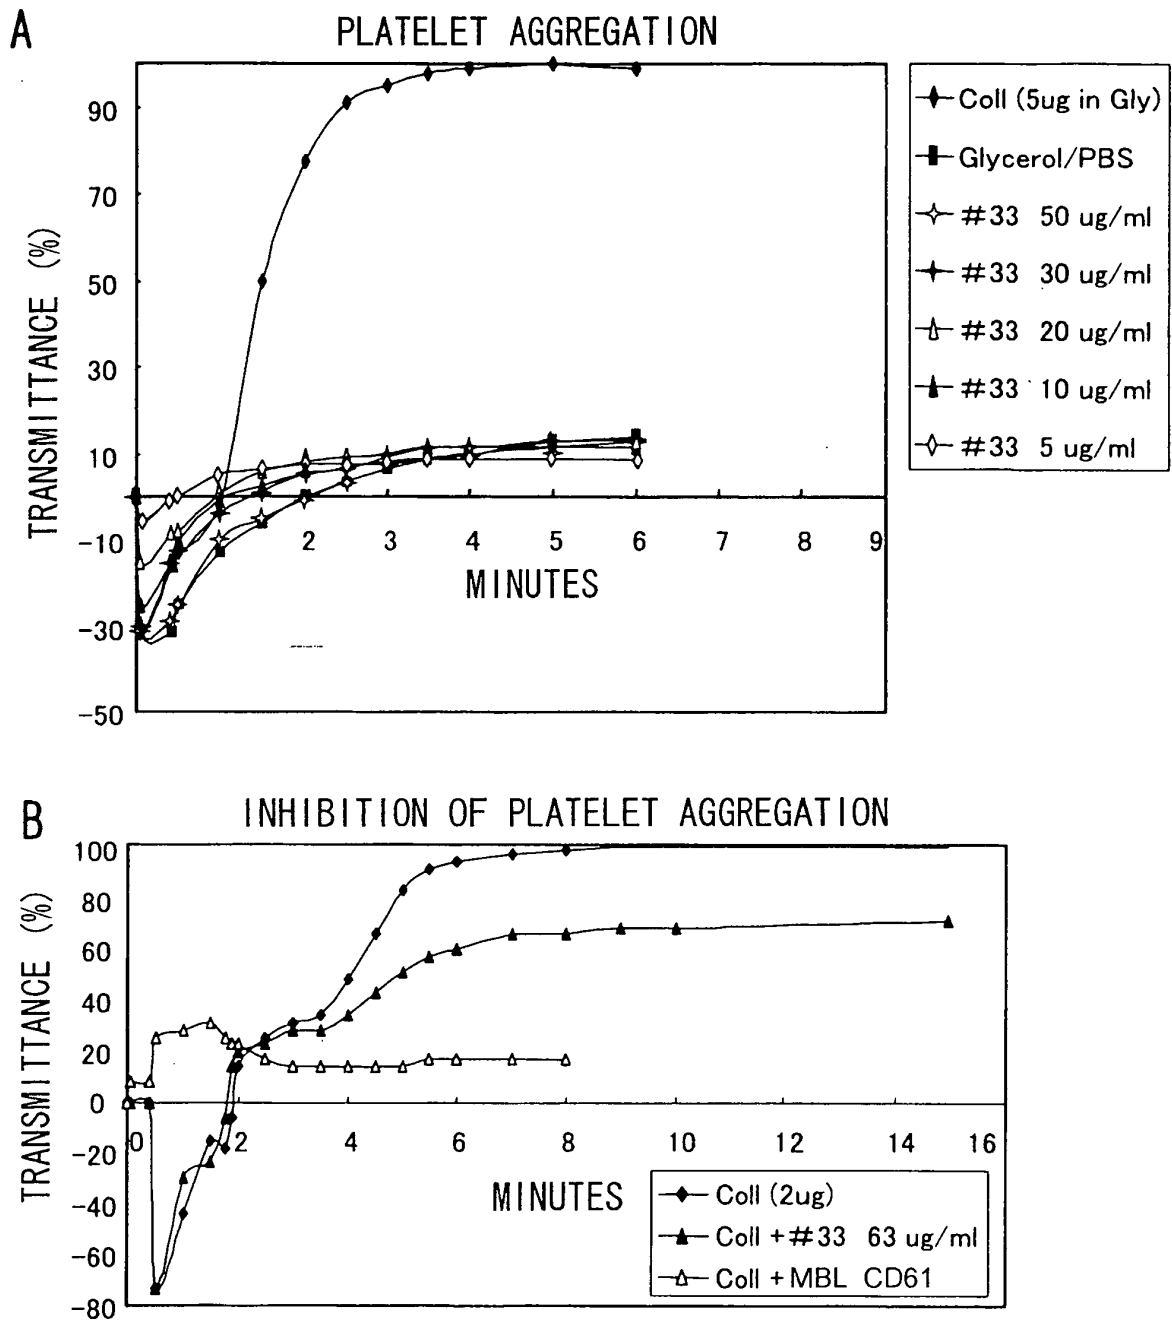 A
PLATELET AGGREGATION
TRANSMITTANCE (%)
90
70
50
30
10
-10
-30
-50
2 3 4 5 6 7 8 9
MINUTES
Coll (5ug in Gly)
Glycerol/PBS
#33 50 ug/ml
#33 30 ug/ml
#33 20 ug/ml
#33 10 ug/ml
#33 5 ug/ml
B
INHIBITION OF PLATELET AGGREGATION
TRANSMITTANCE (%)
100
80
60
40
20
0
-20
-40
-60
-80
0 2 4 6 8 10 12 14 16
MINUTES
Coll (2ug)
Coll +#33 63 ug/ml
Coll +MBL CD61